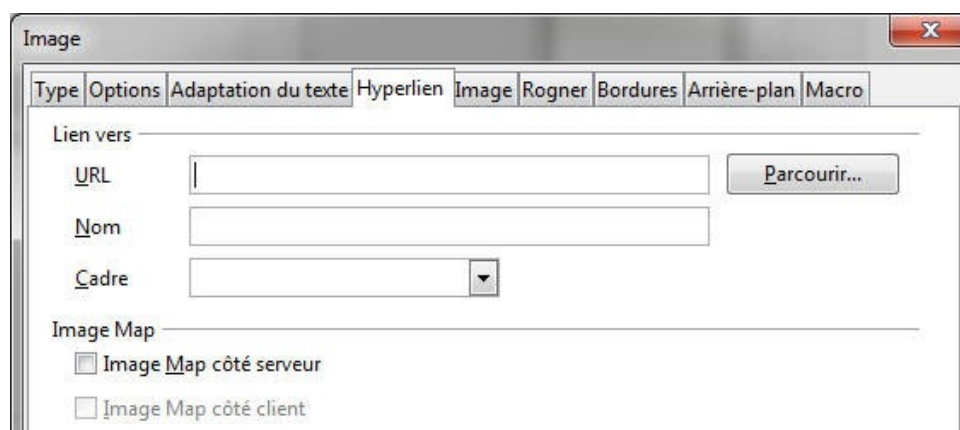 Image
Type Options Adaptation du texte Hyperlien Image Rogner Bordures Arrière-plan Macro
Lien vers
URL Parcourir...
Nom
Cadre
Image Map
Image Map côté serveur
Image Map côté client